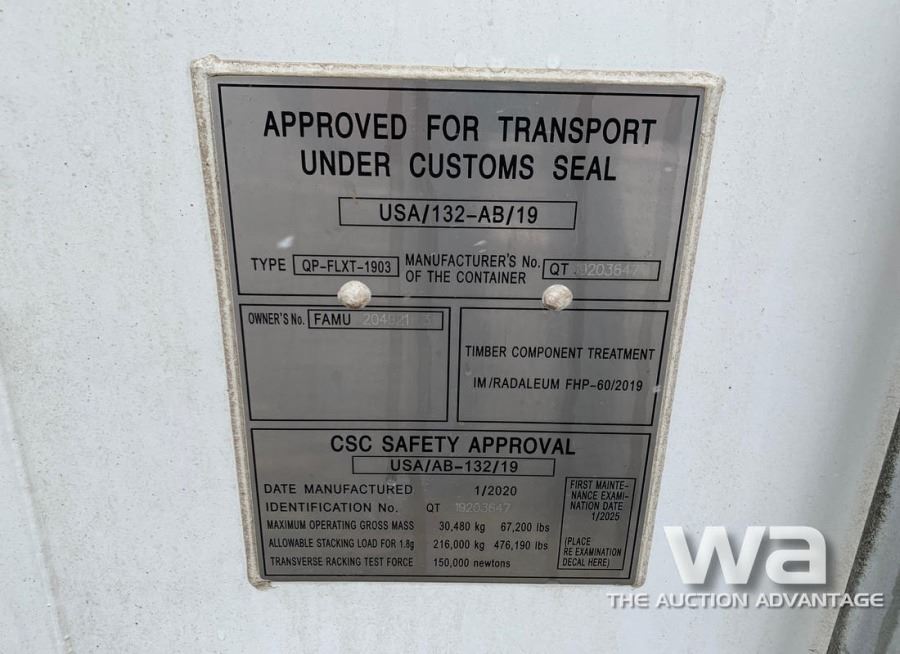 APPROVED FOR TRANSPORT
UNDER CUSTOMS SEAL
USA/132-AB/19
TYPE QP-FLXT-1903
MANUFACTURER'S No.
OF THE CONTAINER
QT 19203647
OWNER'S No. FAMU
TIMBER COMPONENT TREATMENT
IM/RADALEUM FHP-60/2019
CSC SAFETY APPROVAL
USA/AB-132/19
DATE MANUFACTURED 1/2020
IDENTIFICATION No. QT 19203647
MAXIMUM OPERATING GROSS MASS 30,480 kg 67,200 lbs
ALLOWABLE STACKING LOAD FOR 1.8g 216,000 kg 476,190 lbs
TRANSVERSE RACKING TEST FORCE 150,000 newtons
FIRST MAINTE-
NANCE EXAMI-
NATION DATE
1/2025
(PLACE
RE EXAMINATION
DECAL HERE)
wa
THE AUCTION ADVANTAGE